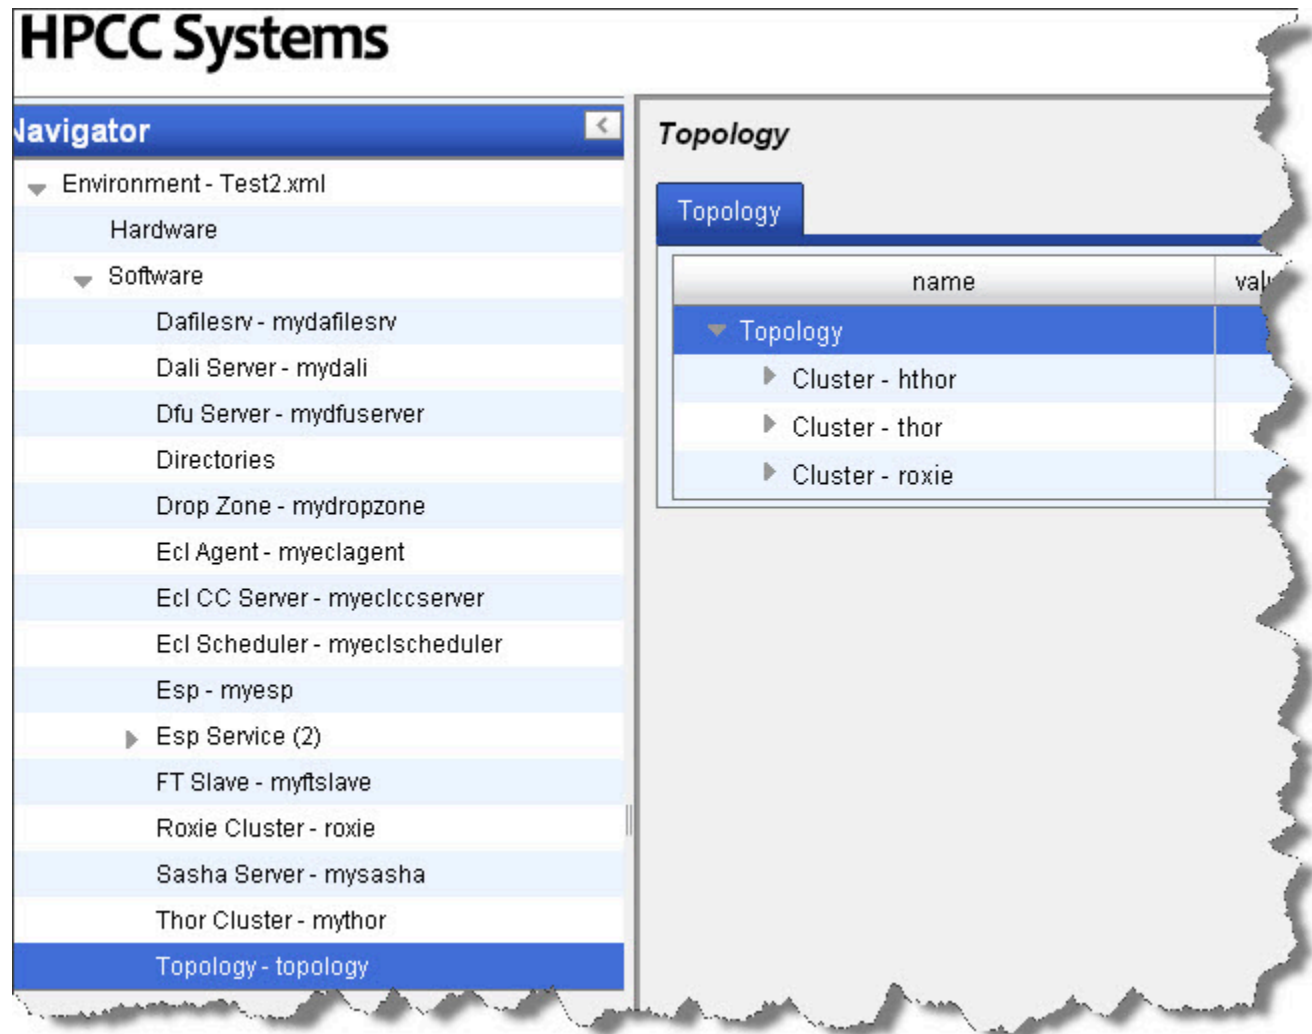 HPCC Systems
Navigator
Environment - Test2.xml
Hardware
Software
Dafilesrv - mydafilesrv
Dali Server - mydali
Dfu Server - mydfuserver
Directories
Drop Zone - mydropzone
Ecl Agent - myeclagent
Ecl CC Server - myeclccserver
Ecl Scheduler - myeclscheduler
Esp - myesp
Esp Service (2)
FT Slave - myftslave
Roxie Cluster - roxie
Sasha Server - mysasha
Thor Cluster - mythor
Topology - topology
Topology
Topology
name
Topology
Cluster - hthor
Cluster - thor
Cluster - roxie